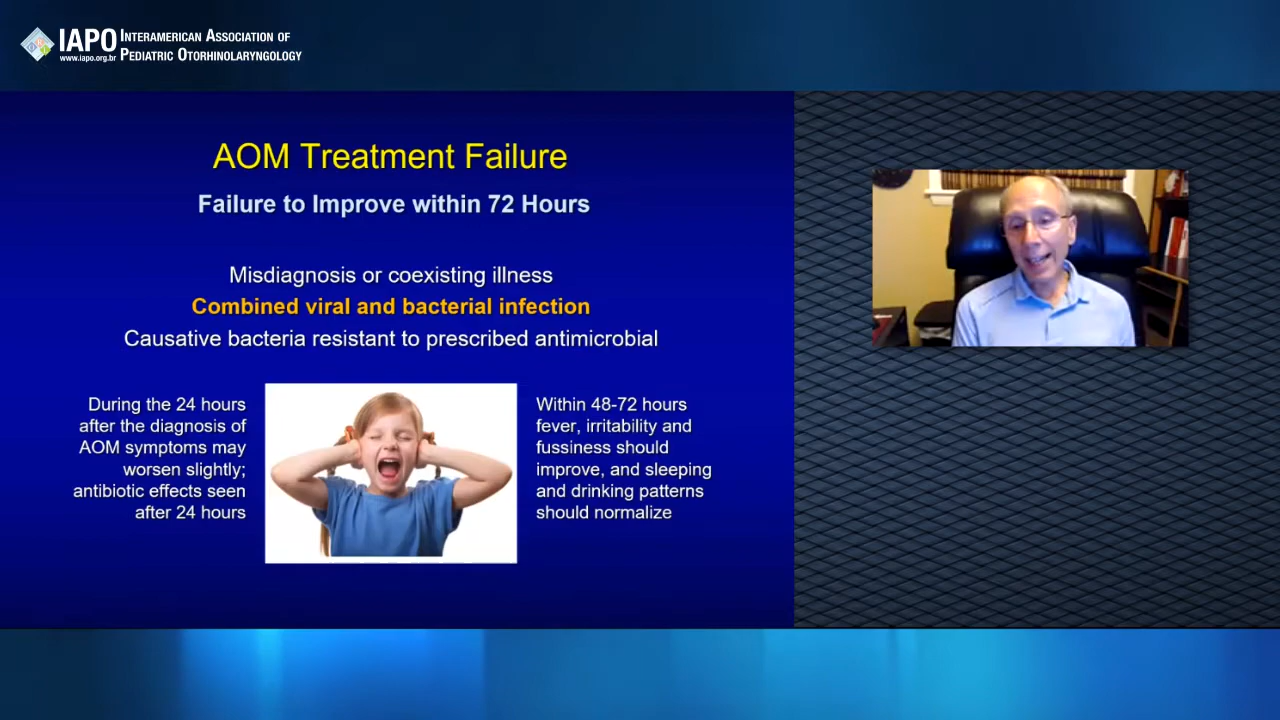 IAPO
INTERAMERICAN ASSOCIATION OF
PEDIATRIC OTORHINOLARYNGOLOGY
www.iapo.org.br
AOM Treatment Failure
Failure to Improve within 72 Hours
Misdiagnosis or coexisting illness
Combined viral and bacterial infection
Causative bacteria resistant to prescribed antimicrobial
During the 24 hours
after the diagnosis of
AOM symptoms may
worsen slightly;
antibiotic effects seen
after 24 hours
Within 48-72 hours
fever, irritability and
fussiness should
improve, and sleeping
and drinking patterns
should normalize